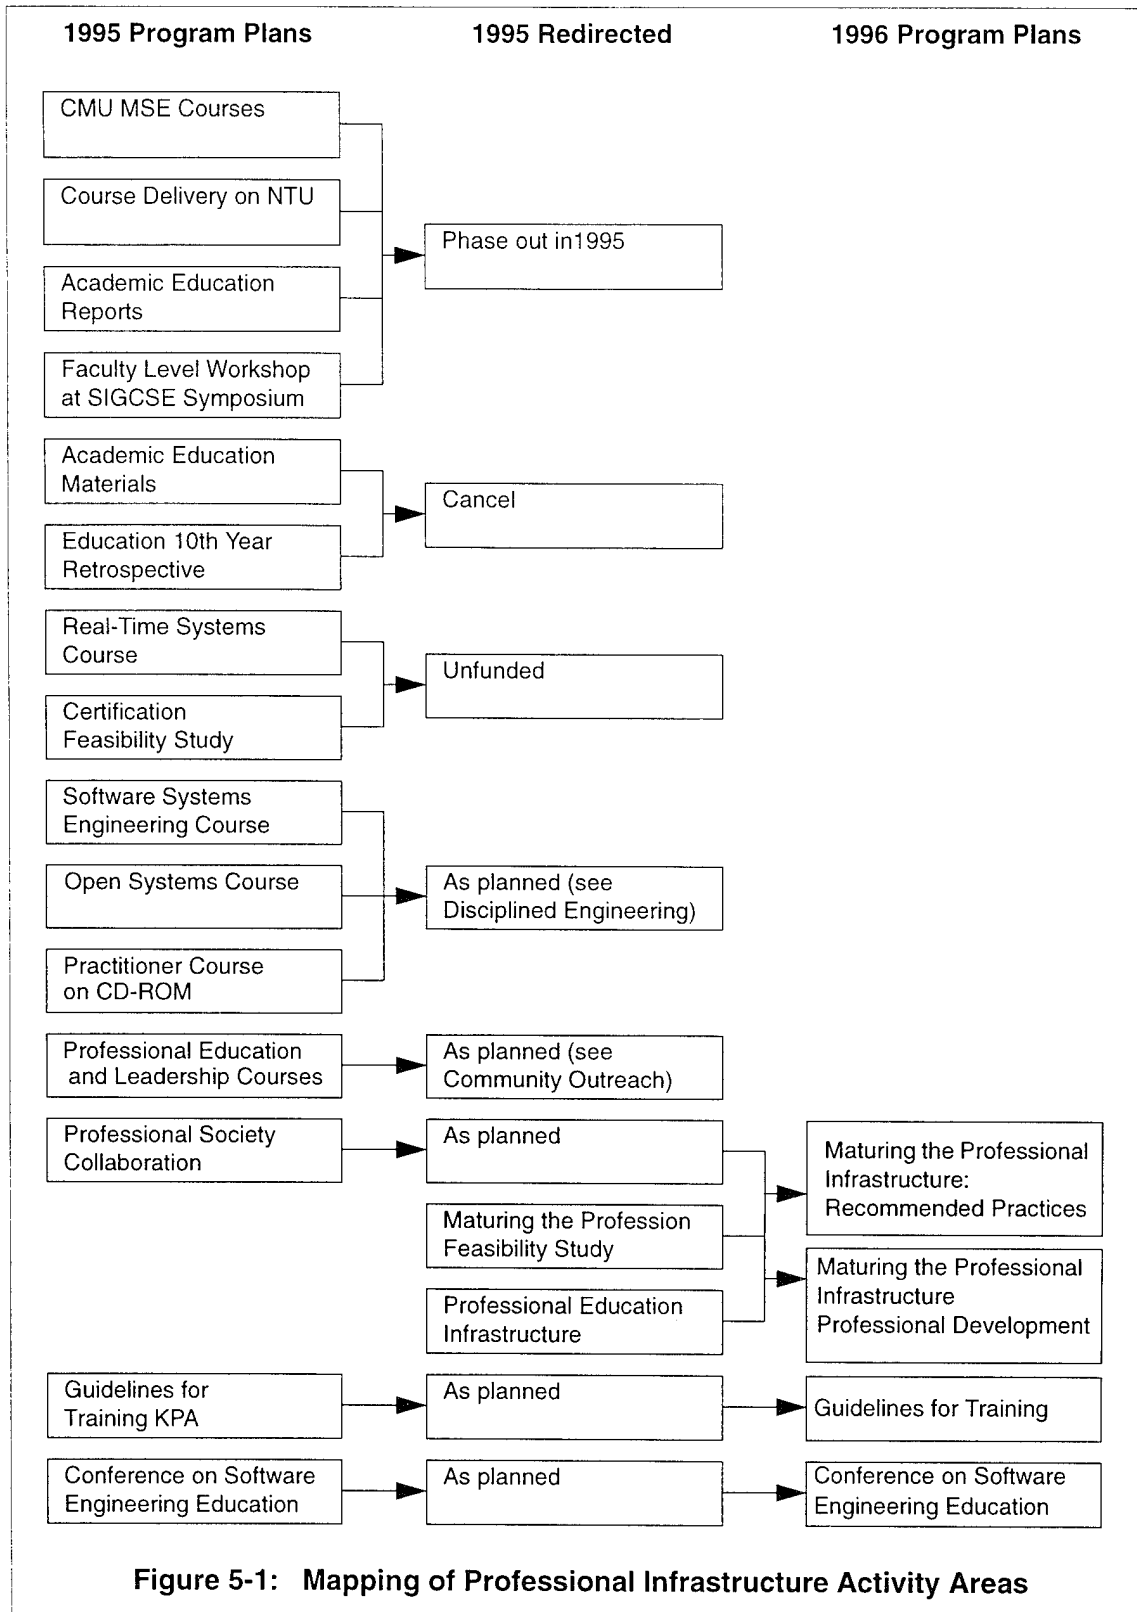 1995 Program Plans
1995 Redirected
1996 Program Plans
CMU MSE Courses
Course Delivery on NTU
Academic Education
Reports
Faculty Level Workshop
at SIGCSE Symposium
Phase out in1995
Academic Education
Materials
Education 10th Year
Retrospective
Cancel
Real-Time Systems
Course
Certification
Feasibility Study
Unfunded
Software Systems
Engineering Course
Open Systems Course
Practitioner Course
on CD-ROM
As planned (see
Disciplined Engineering)
Professional Education
and Leadership Courses
As planned (see
Community Outreach)
Professional Society
Collaboration
As planned
Maturing the Profession
Feasibility Study
Professional Education
Infrastructure
Maturing the Professional
Infrastructure:
Recommended Practices
Maturing the Professional
Infrastructure
Professional Development
Guidelines for
Training KPA
As planned
Guidelines for Training
Conference on Software
Engineering Education
As planned
Conference on Software
Engineering Education
Figure 5-1: Mapping of Professional Infrastructure Activity Areas